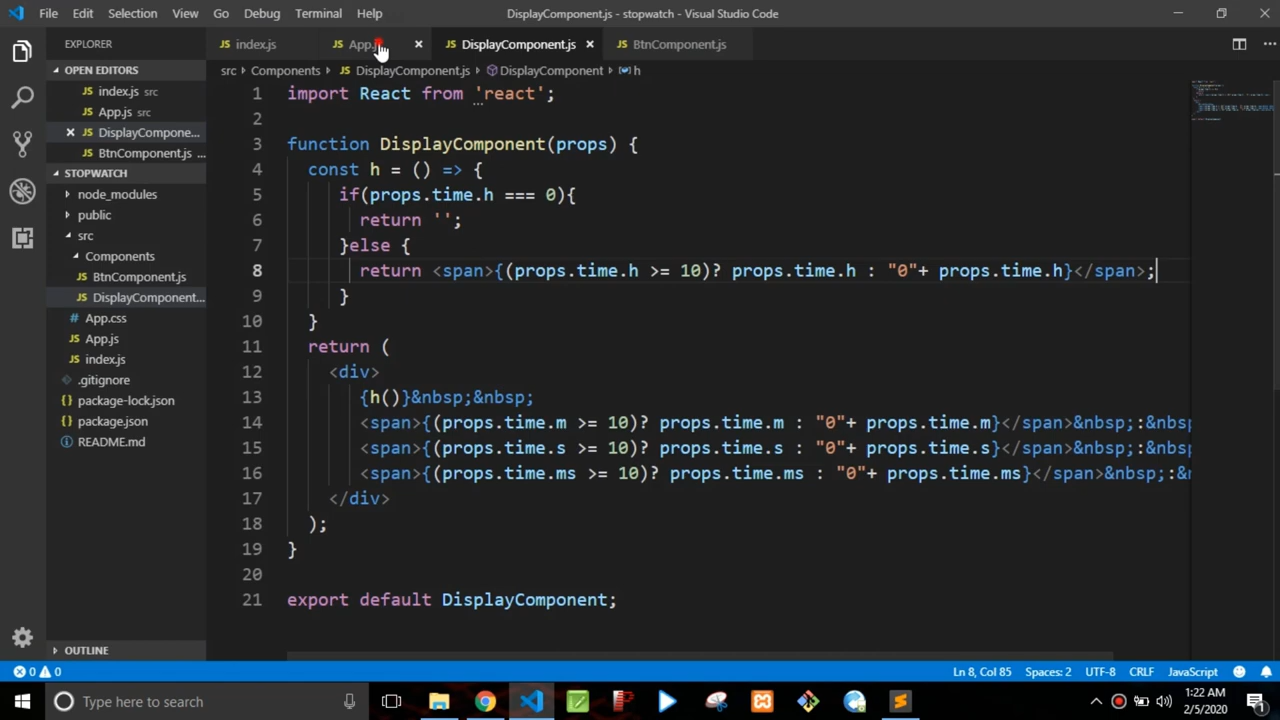 File Edit Selection View Go Debug Terminal Help DisplayComponent.js - stopwatch - Visual Studio Code
EXPLORER
OPEN EDITORS
index.js src
App.js src
DisplayCompone...
BtnComponent.js ...
STOPWATCH
node_modules
public
src
Components
BtnComponent.js
DisplayComponent...
App.css
App.js
index.js
.gitignore
package-lock.json
package.json
README.md
OUTLINE
JS index.js JS DisplayComponent.js JS BtnComponent.js
src Components JS DisplayComponent.js DisplayComponent h
1 import React from 'react';
2
3 function DisplayComponent(props) {
4 const h = () => {
5 if(props.time.h === 0){
6 return '';
7 }else {
8 return <span>{(props.time.h >= 10)? props.time.h : "0"+ props.time.h}</span>;
9 }
10 }
11 return (
12 <div>
13 {h()}&nbsp;&nbsp;
14 <span>{(props.time.m >= 10)? props.time.m : "0"+ props.time.m}</span>&nbsp;:&nbs
15 <span>{(props.time.s >= 10)? props.time.s : "0"+ props.time.s}</span>&nbsp;:&nbs
16 <span>{(props.time.ms >= 10)? props.time.ms : "0"+ props.time.ms}</span>&nbsp;:&n
17 </div>
18 );
19 }
20
21 export default DisplayComponent;
0 0 Ln 8, Col 85 Spaces: 2 UTF-8 CRLF JavaScript
Type here to search 1:22 AM
2/5/2020